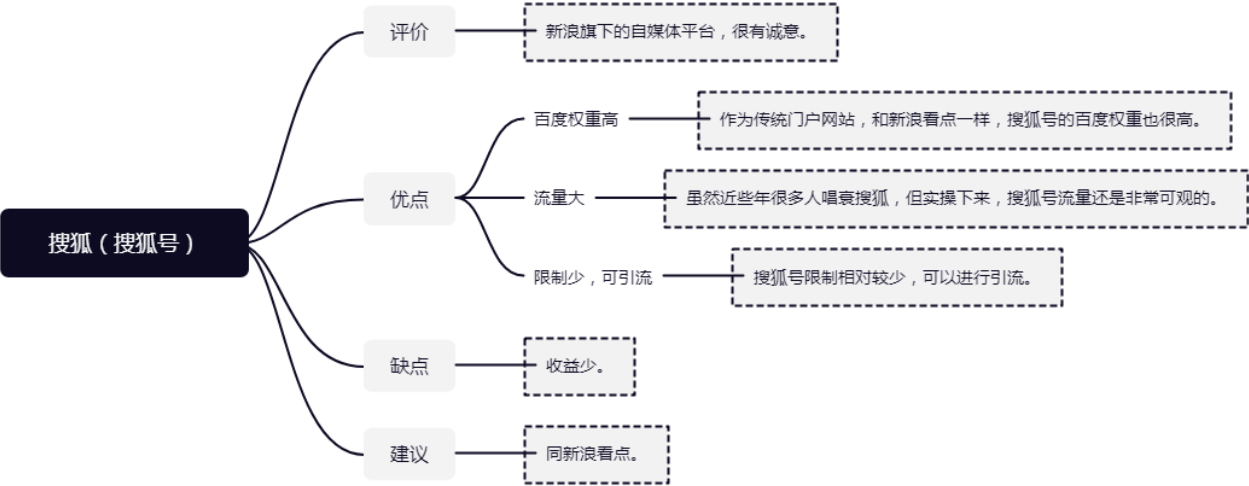 搜狐（搜狐号）
评价
新浪旗下的自媒体平台，很有诚意。
优点
百度权重高
作为传统门户网站，和新浪看点一样，搜狐号的百度权重也很高。
流量大
虽然近些年很多人唱衰搜狐，但实操下来，搜狐号流量还是非常可观的。
限制少，可引流
搜狐号限制相对较少，可以进行引流。
缺点
收益少。
建议
同新浪看点。